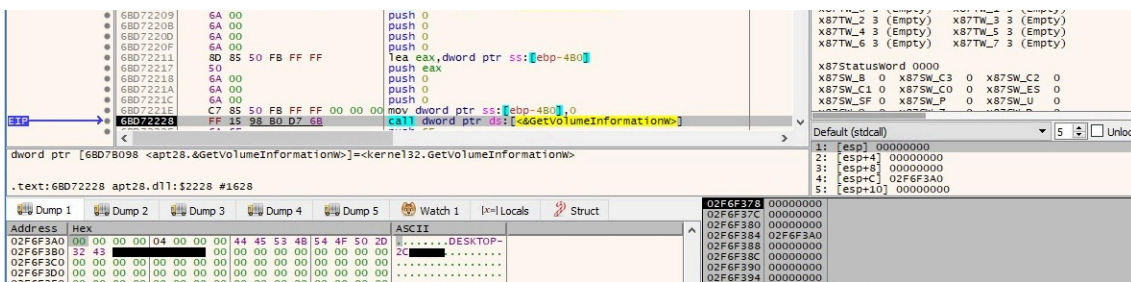 6BD72209 6A 00 push 0
6BD7220B 6A 00 push 0
6BD7220D 6A 00 push 0
6BD7220F 6A 00 push 0
6BD72211 8D 85 50 FB FF FF lea eax,dword ptr ss:[ebp-4B0]
6BD72217 50 push eax
6BD72218 6A 00 push 0
6BD7221A 6A 00 push 0
6BD7221C 6A 00 push 0
6BD7221E C7 85 50 FB FF FF 00 00 00 mov dword ptr ss:[ebp-4B0],0
EIP 6BD72228 FF 15 98 B0 D7 6B call dword ptr ds:[<&GetVolumeInformationW>]
x87TW_4 3 (Empty) x87TW_5 3 (Empty)
x87TW_6 3 (Empty) x87TW_7 3 (Empty)
x87StatusWord 0000
x87SW_B 0 x87SW_C3 0 x87SW_C2 0
x87SW_C1 0 x87SW_C0 0 x87SW_ES 0
x87SW_SF 0 x87SW_P 0 x87SW_U 0
Default (stdcall) 5 Unloc
1: [esp] 00000000
2: [esp+4] 00000000
3: [esp+8] 00000000
4: [esp+C] 02F6F3A0
5: [esp+10] 00000000
dword ptr [6BD7B098 <apt28.&GetVolumeInformationW>]=<kernel32.GetVolumeInformationW>
.text:6BD72228 apt28.dll:$2228 #1628
Dump 1 Dump 2 Dump 3 Dump 4 Dump 5 Watch 1 [x=] Locals Struct
Address Hex ASCII
02F6F3A0 00 00 00 00 04 00 00 00 44 45 53 4B 54 4F 50 2D ........DESKTOP-
02F6F3B0 32 43 00 00 00 00 00 00 00 00 00 2C .........
02F6F3C0 00 00 00 00 00 00 00 00 00 00 00 00 00 00 00 00 ................
02F6F3D0 00 00 00 00 00 00 00 00 00 00 00 00 00 00 00 00 ................
02F6F378 00000000
02F6F37C 00000000
02F6F380 00000000
02F6F384 02F6F3A0
02F6F388 00000000
02F6F38C 00000000
02F6F390 00000000
02F6F394 00000000